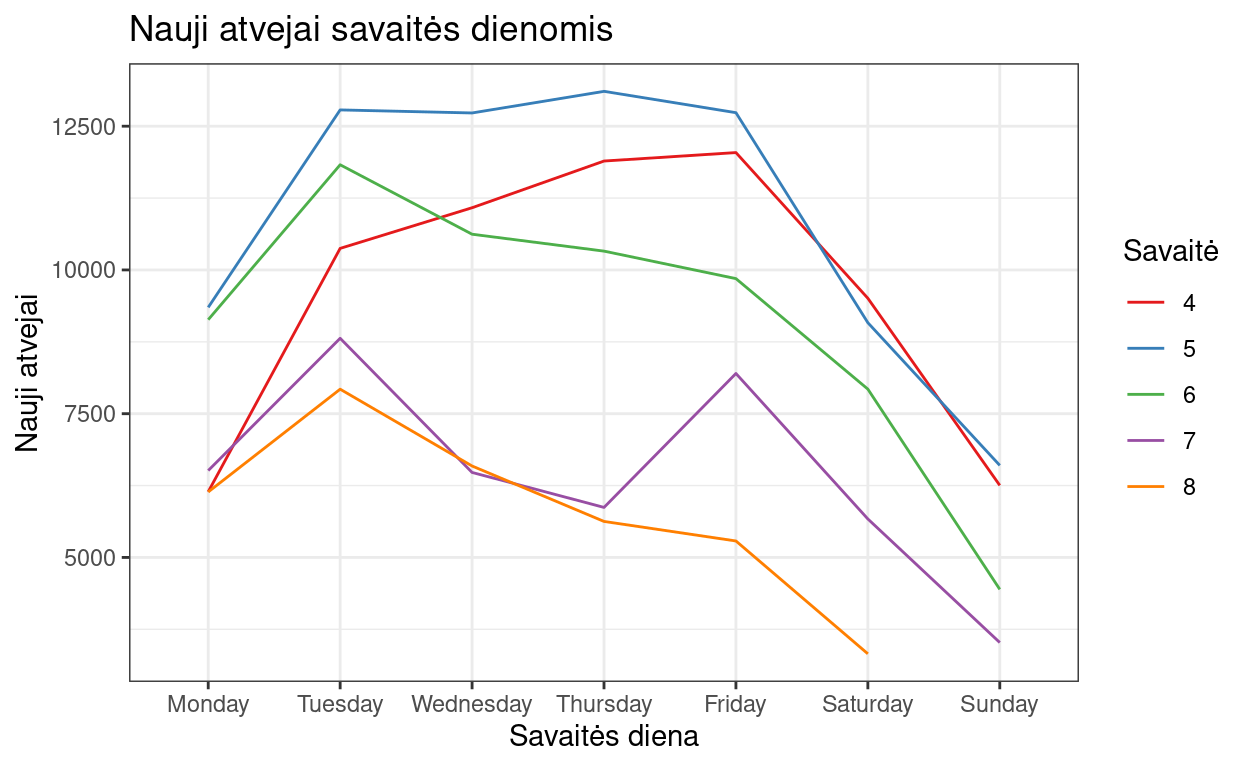 Nauji atvejai savaitės dienomis
Nauji atvejai
12500
10000
7500
5000
Monday Tuesday Wednesday Thursday Friday Saturday Sunday
Savaitės diena
Savaitė
4
5
6
7
8